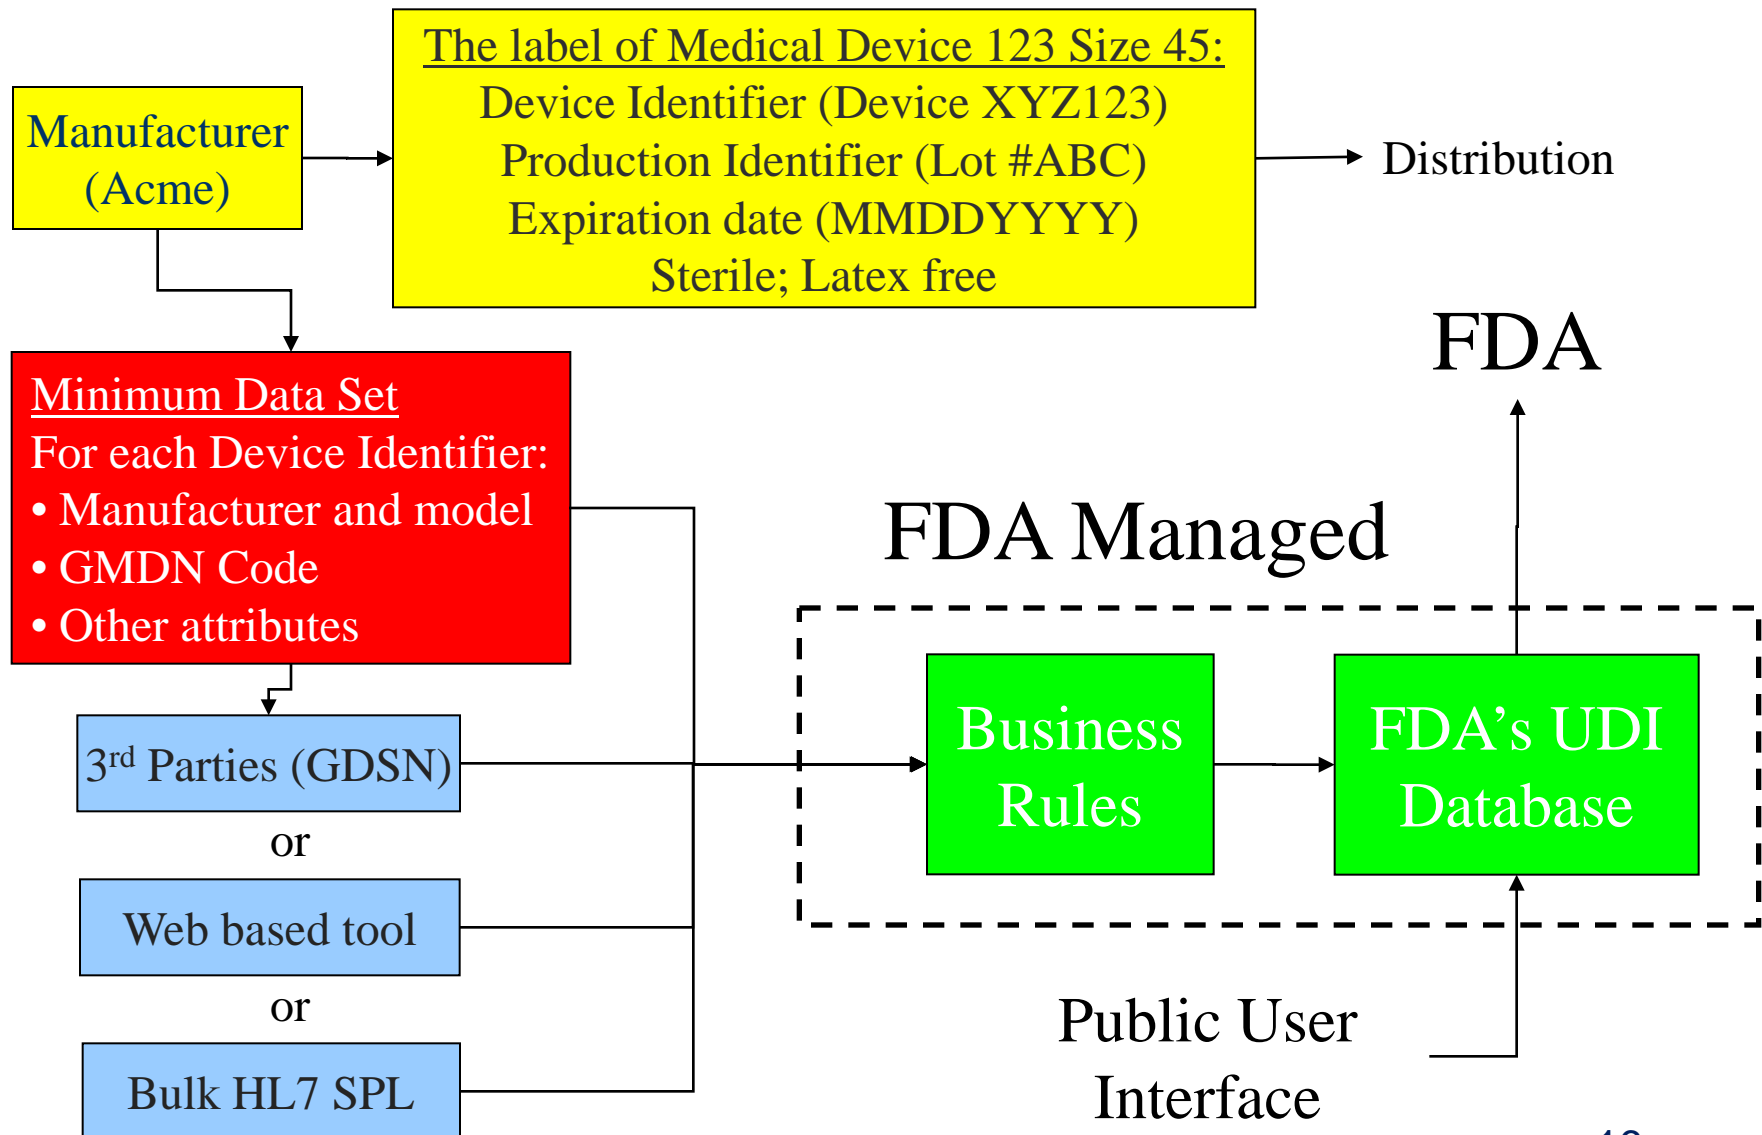 The label of Medical Device 123 Size 45:
Device Identifier (Device XYZ123)
Production Identifier (Lot #ABC)
Expiration date (MMDDYYYY)
Sterile; Latex free
Manufacturer
(Acme)
Distribution
FDA
Minimum Data Set
For each Device Identifier:
• Manufacturer and model
• GMDN Code
• Other attributes
FDA Managed
Business
Rules
FDA's UDI
Database
3rd Parties (GDSN)
or
Web based tool
or
Bulk HL7 SPL
Public User
Interface